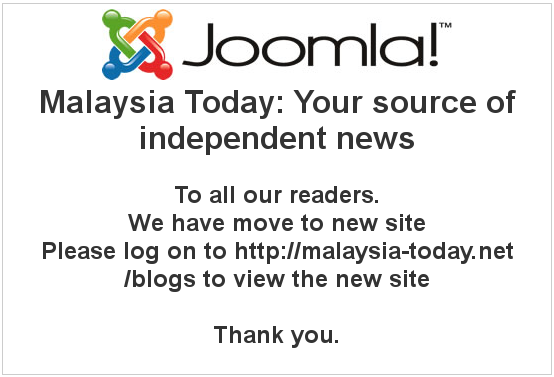 Joomla!™
Malaysia Today: Your source of
independent news
To all our readers.
We have move to new site
Please log on to http://malaysia-today.net
/blogs to view the new site
Thank you.